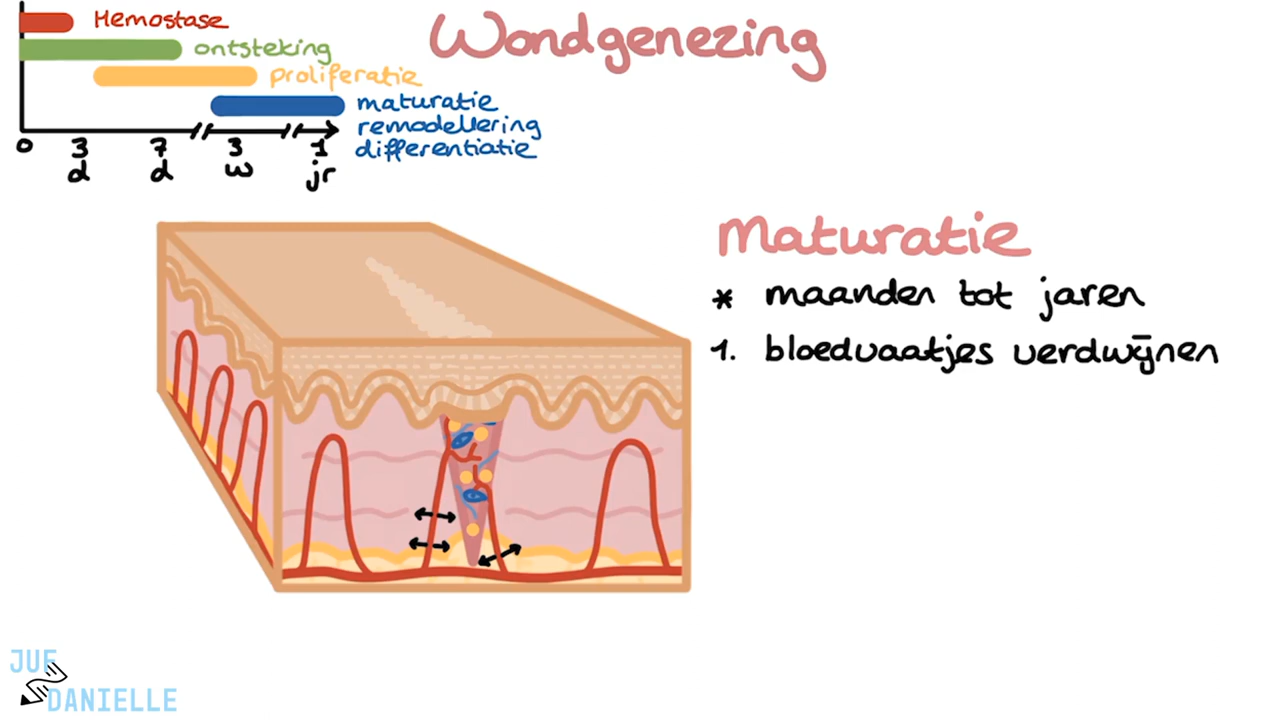 Wondgenezing
Hemostase
ontsteking
proliferatie
maturatie
remodellering
differentiatie
0 3 7 3 1
d d w jr
Maturatie
* maanden tot jaren
1. bloedvaatjes verdwijnen
JUF
DANIELLE